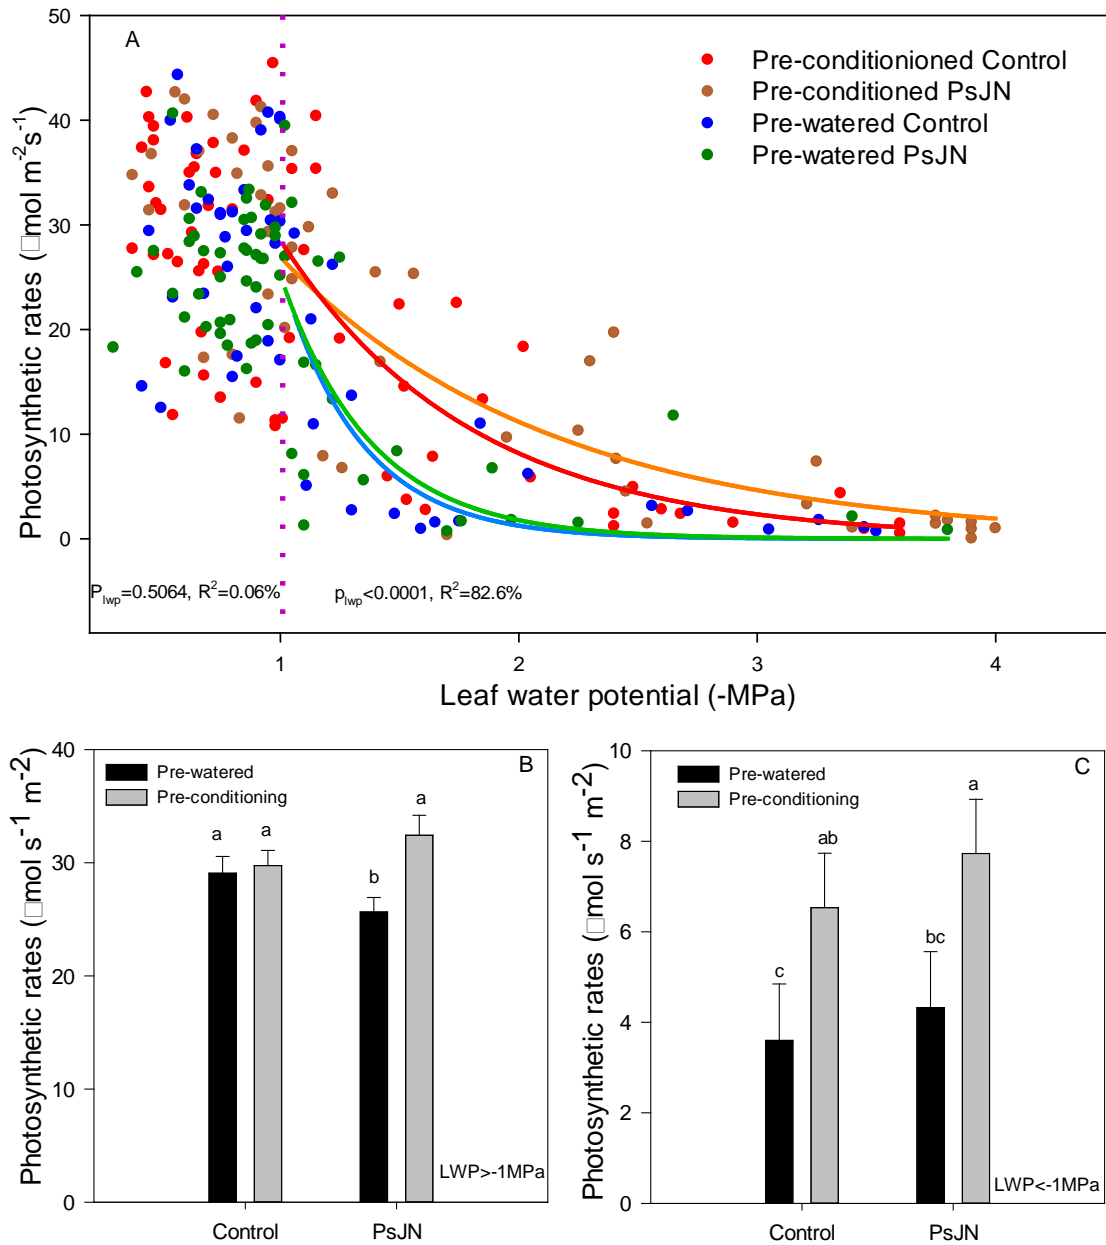 A
Pre-conditionioned Control
Pre-conditioned PsJN
Pre-watered Control
Pre-watered PsJN
Photosynthetic rates (□mol m-2s-1)
50
40
30
20
10
0
Plwp=0.5064, R2=0.06%
plwp<0.0001, R2=82.6%
1 2 3 4
Leaf water potential (-MPa)
B
Pre-watered
Pre-conditioning
Photosynthetic rates (□mol s-1 m-2)
40
30
20
10
0
a a b a
LWP>-1MPa
Control PsJN
C
Pre-watered
Pre-conditioning
Photosynthetic rates (□mol s-1 m-2)
10
8
6
4
2
0
c ab bc a
LWP<-1MPa
Control PsJN